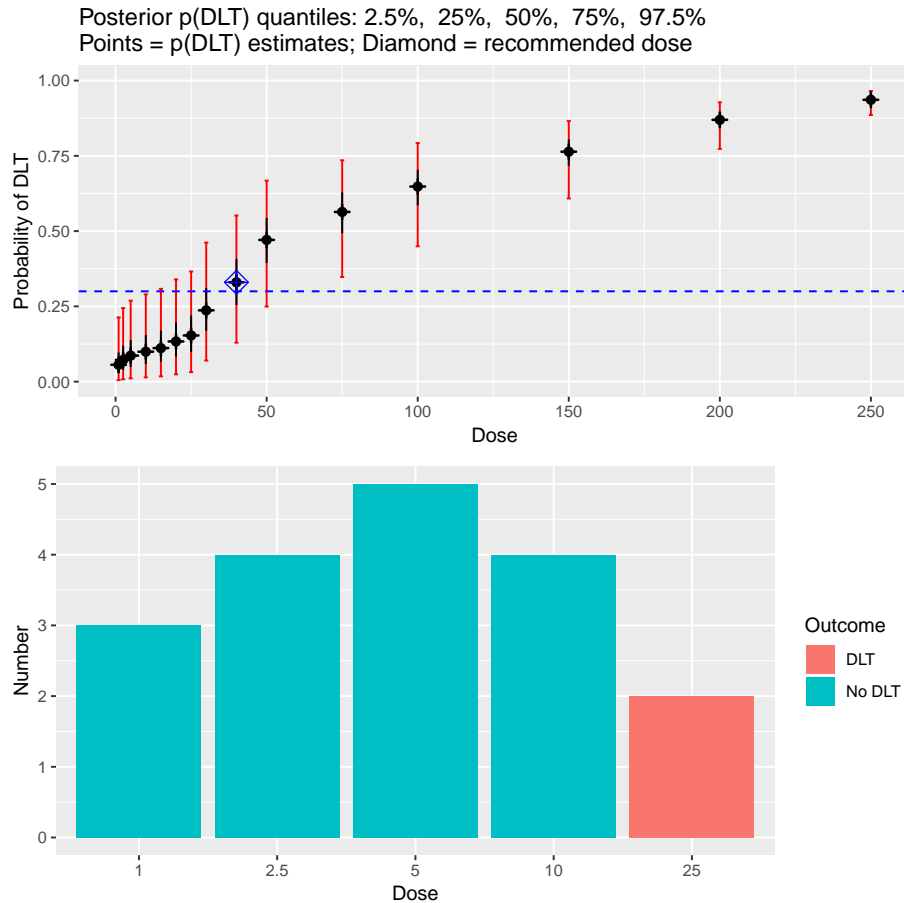 Posterior p(DLT) quantiles: 2.5%,  25%,  50%,  75%,  97.5%
Points = p(DLT) estimates; Diamond = recommended dose
Probability of DLT
1.00
0.75
0.50
0.25
0.00
0
50
100
150
200
250
Dose
Number
5
4
3
2
1
0
1
2.5
5
10
25
Dose
Outcome
DLT
No DLT